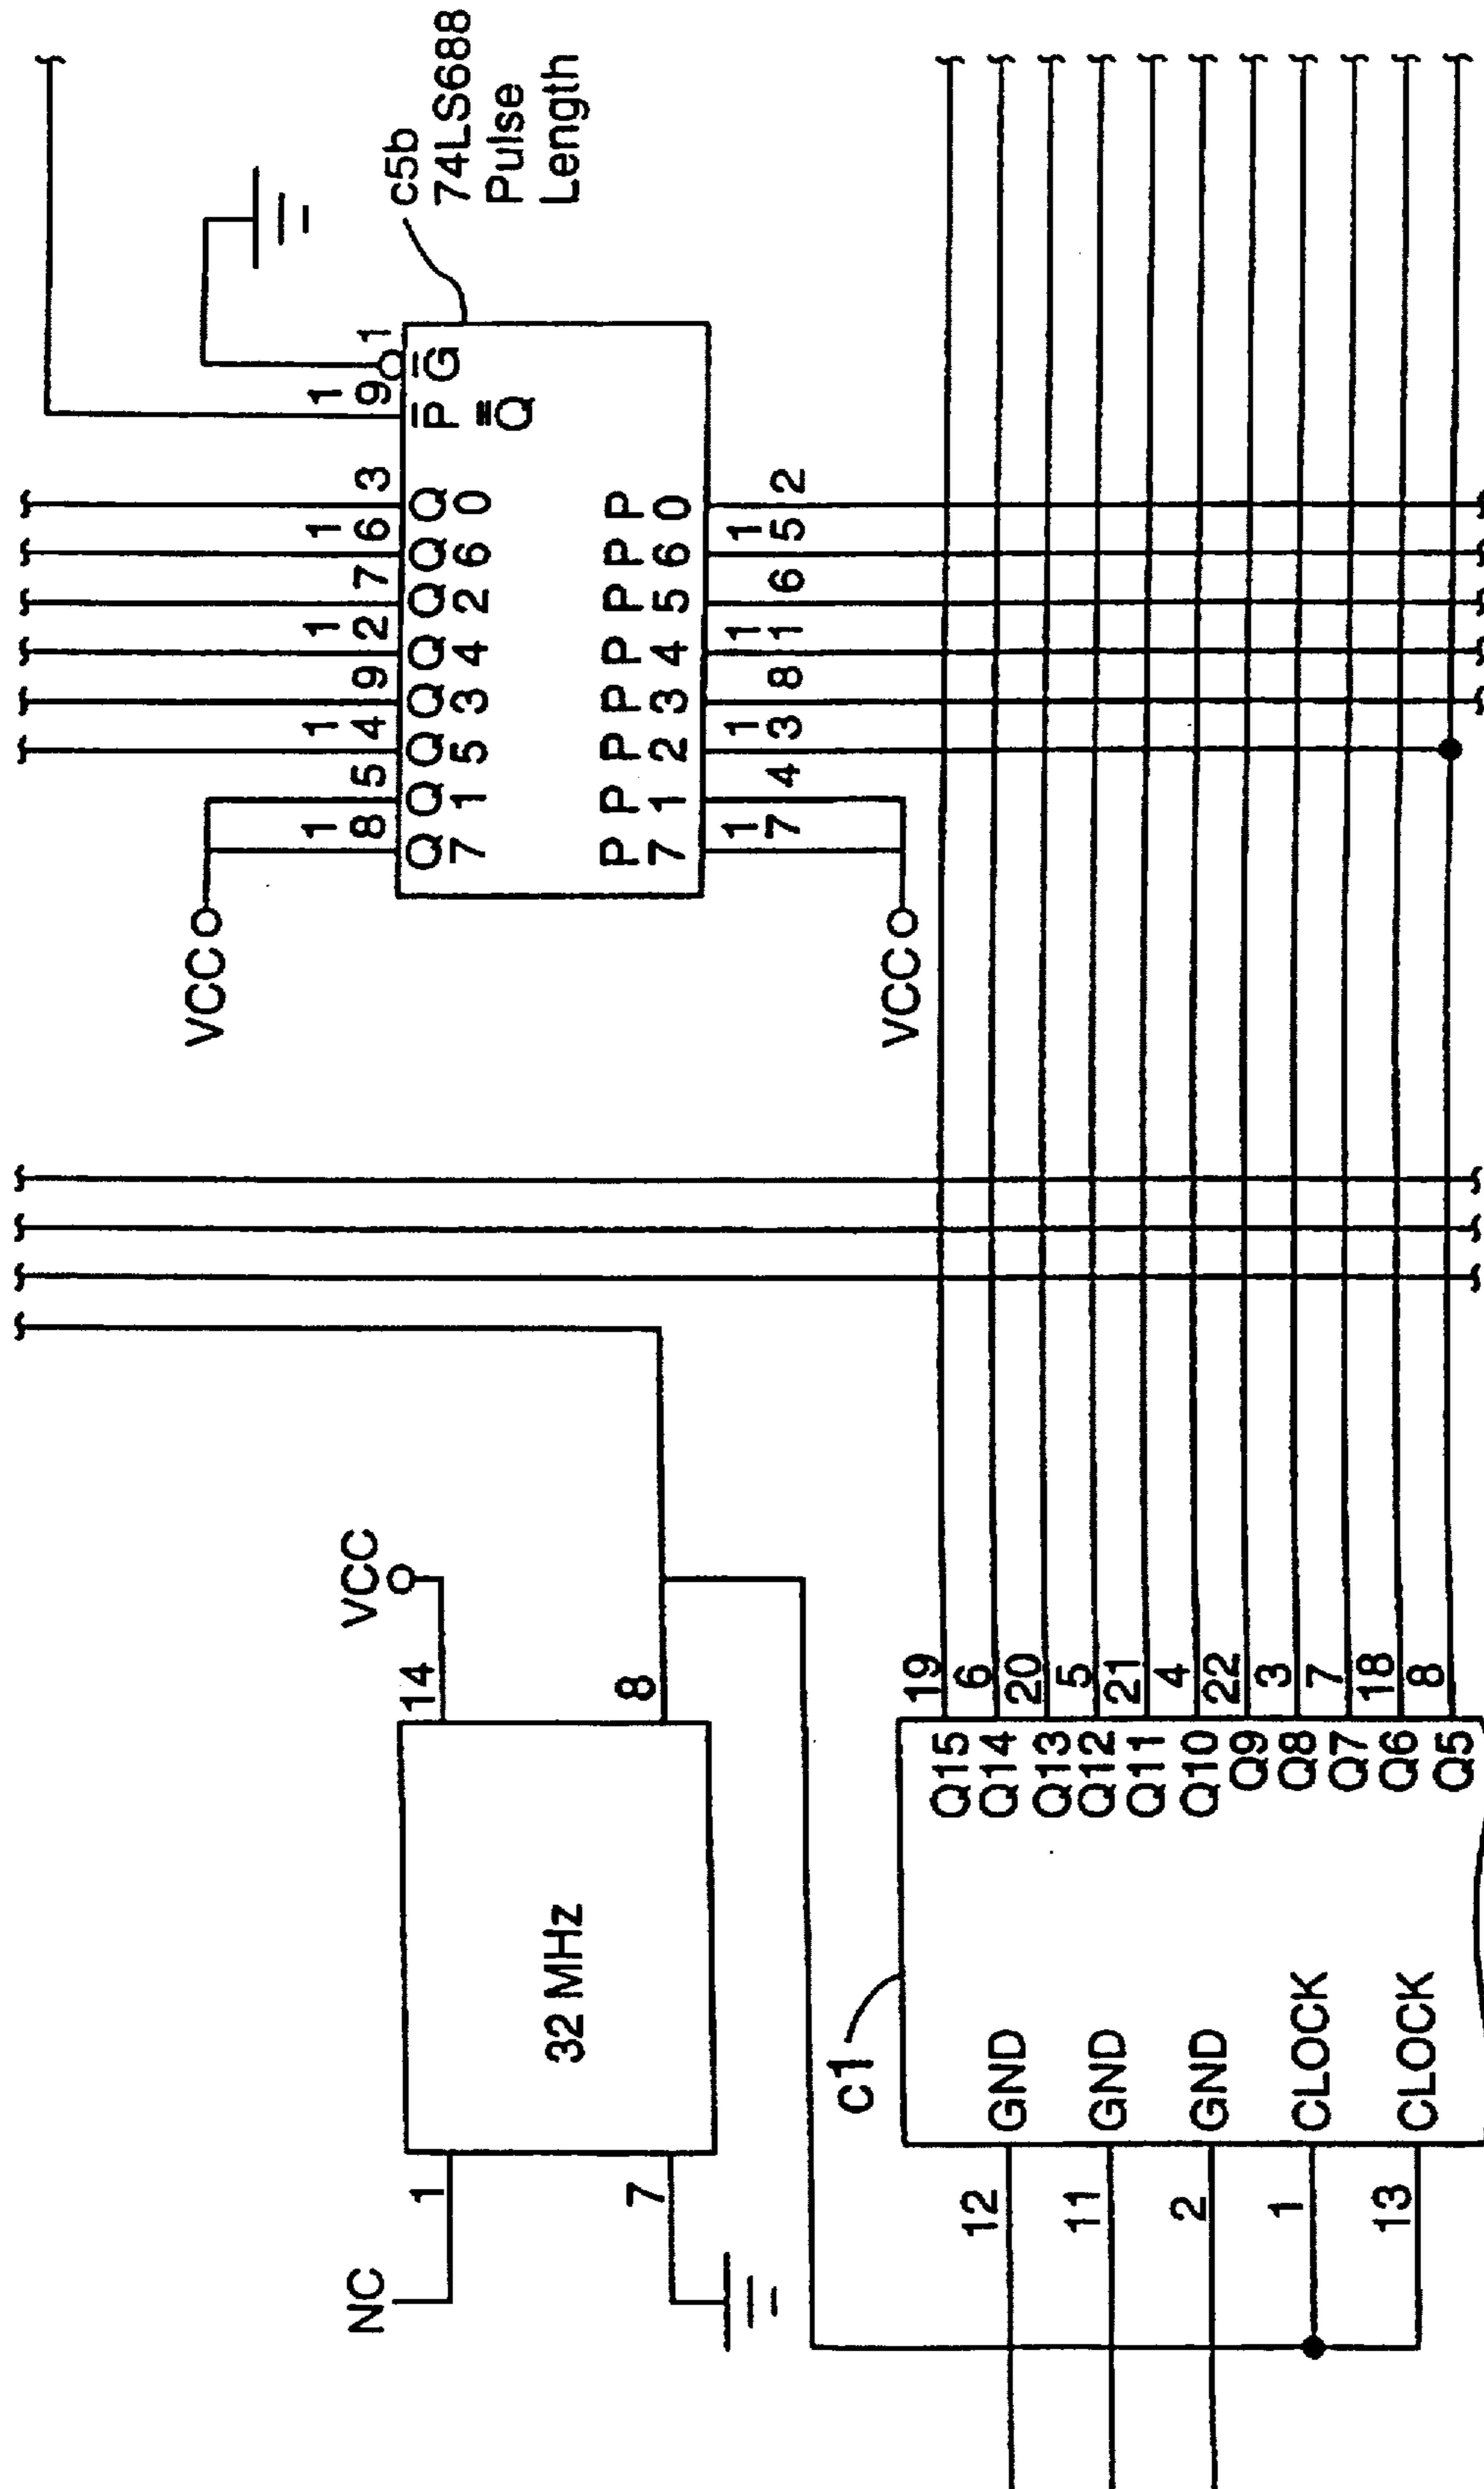 VCC
1 1 1 1 1
8 5 4 9 2 7 6 3 9 1
Q Q Q Q Q Q Q Q P̅ G̅
7 1 5 3 4 2 6 0 = Q̅
P P P P P P P P
7 1 2 3 4 5 6 0
1 1 1 1
7 4 3 8 1 6 5 2
c5b
74LS688
Pulse
Length
VCC
NC
1
VCC
14
32 MHz
7
8
c1
Q15 19
12 GND Q14 6
Q13 20
11 GND Q12 5
Q11 21
2 GND Q10 4
Q9 22
1 CLOCK Q8 3
Q7 7
13 CLOCK Q6 18
Q5 8